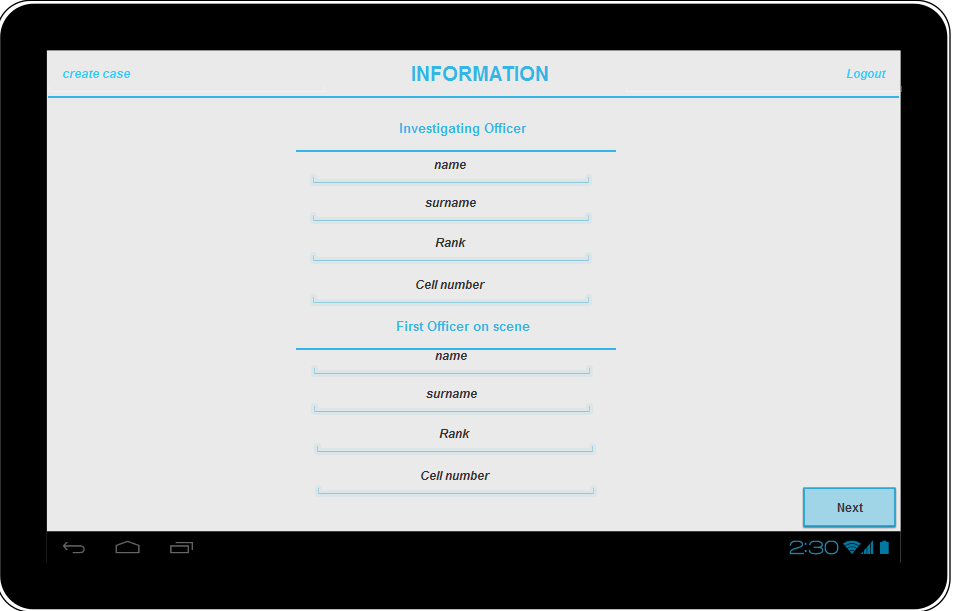 create case INFORMATION Logout
Investigating Officer
name
surname
Rank
Cell number
First Officer on scene
name
surname
Rank
Cell number
Next
2:30